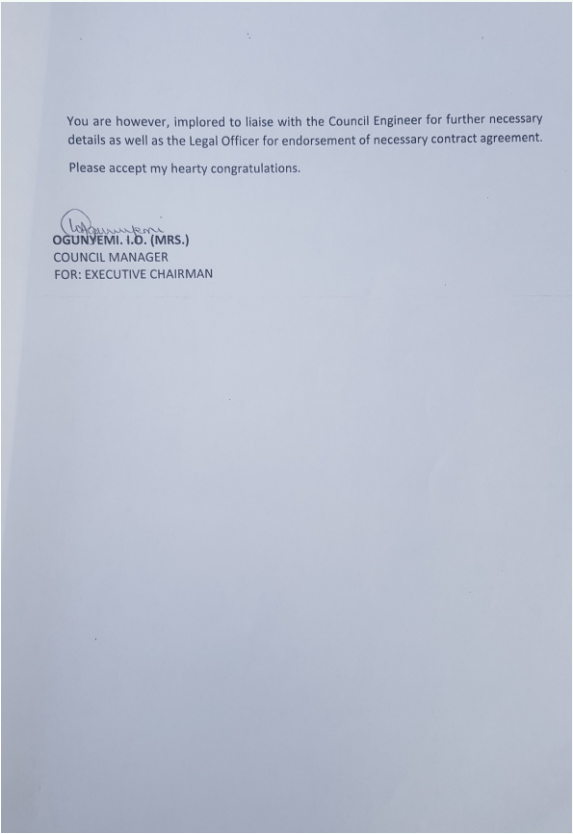 You are however, implored to liaise with the Council Engineer for further necessary
details as well as the Legal Officer for endorsement of necessary contract agreement.
Please accept my hearty congratulations.
OGUNYEMI. I.O. (MRS.)
COUNCIL MANAGER
FOR: EXECUTIVE CHAIRMAN